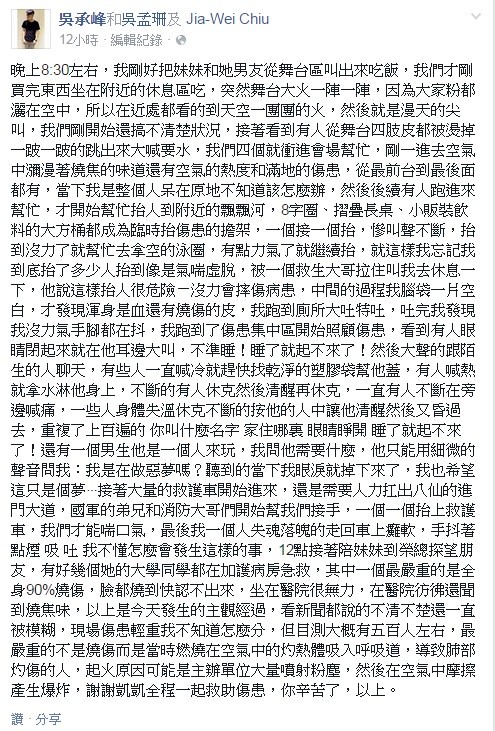 吳承峰和吳孟珊及 Jia-Wei Chiu
12小時 · 編輯紀錄 ·
晚上8:30左右，我剛好把妹妹和她男友從舞台區叫出來吃飯，我們才剛
買完東西坐在附近的休息區吃，突然舞台大火一陣一陣，因為大家粉都
灑在空中，所以在近處都看的到天空一團團的火，然後就是漫天的尖
叫，我們剛開始還搞不清楚狀況，接著看到有人從舞台四肢皮都被燙掉
一跛一跛的跳出來大喊要水，我們四個就衝進會場幫忙，剛一進去空氣
中瀰漫著燒焦的味道還有空氣的熱度和滿地的傷患，從最前台到最後面
都有，當下我是整個人呆在原地不知道該怎麼辦，然後後續有人跑進來
幫忙，才開始幫忙抬人到附近的飄飄河，8字圈、摺疊長桌、小販裝飲
料的大方桶都成為臨時抬傷患的擔架，一個接一個抬，慘叫聲不斷，抬
到沒力了就幫忙去拿空的泳圈，有點力氣了就繼續抬，就這樣我忘記我
到底抬了多少人抬到像是氣喘虛脫，被一個救生大哥拉住叫我去休息一
下，他說這樣抬人很危險－沒力會摔傷病患，中間的過程我腦袋一片空
白，才發現渾身是血還有燒傷的皮，我跑到廁所大吐特吐，吐完我發現
我沒力氣手腳都在抖，我跑到了傷患集中區開始照顧傷患，看到有人眼
睛閉起來就在他耳邊大叫，不準睡！睡了就起不來了！然後大聲的跟陌
生的人聊天，有些人一直喊冷就趕快找乾淨的塑膠袋幫他蓋，有人喊熱
就拿水淋他身上，不斷的有人休克然後清醒再休克，一直有人不斷在旁
邊喊痛，一些人身體失溫休克不斷的按他的人中讓他清醒然後又昏過
去，重複了上百遍的 你叫什麼名字 家住哪裏 眼睛睜開 睡了就起不來
了！還有一個男生他是一個人來玩，我問他需要什麼，他只能用細微的
聲音問我：我是在做惡夢嗎？聽到的當下我眼淚就掉下來了，我也希望
這只是個夢⋯接著大量的救護車開始進來，還是需要人力扛出八仙的進
門大道，國軍的弟兄和消防大哥們開始幫我們接手，一個一個抬上救護
車，我們才能喘口氣，最後我一個人失魂落魄的走回車上癱軟，手抖著
點煙 吸 吐 我不懂怎麼會發生這樣的事，12點接著陪妹妹到榮總探望朋
友，有好幾個她的大學同學都在加護病房急救，其中一個最嚴重的是全
身90%燒傷，臉都燒到快認不出來，坐在醫院很無力，在醫院彷彿還聞
到燒焦味，以上是今天發生的主觀經過，看新聞都說的不清不楚還一直
被模糊，現場傷患輕重我不知道怎麼分，但目測大概有五百人左右，最
嚴重的不是燒傷而是當時燃燒在空氣中的灼熱體吸入呼吸道，導致肺部
灼傷的人，起火原因可能是主辦單位大量噴射粉塵，然後在空氣中摩擦
產生爆炸，謝謝凱凱全程一起救助傷患，你辛苦了，以上。
讚 · 分享